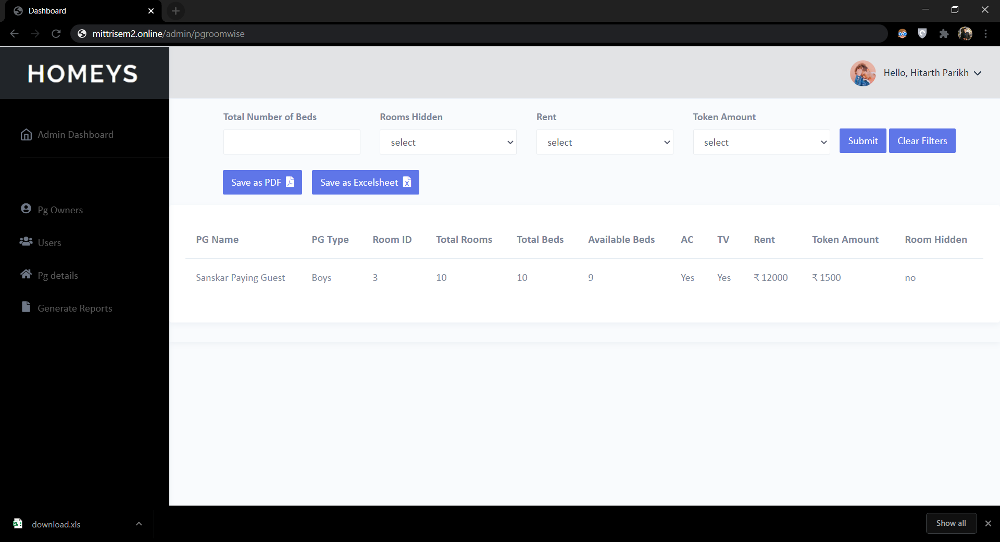 Dashboard
mittrisem2.online/admin/pgroomwise
HOMEYS
Hello, Hitarth Parikh
Admin Dashboard
Pg Owners
Users
Pg details
Generate Reports
Total Number of Beds Rooms Hidden Rent Token Amount
select select select Submit Clear Filters
Save as PDF Save as Excelsheet
PG Name PG Type Room ID Total Rooms Total Beds Available Beds AC TV Rent Token Amount Room Hidden
Sanskar Paying Guest Boys 3 10 10 9 Yes Yes ₹ 12000 ₹ 1500 no
download.xls
Show all